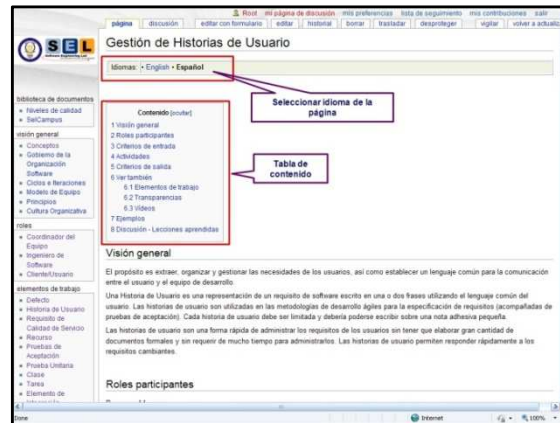 Root mi página de discusión mis preferencias lista de seguimiento mis contribuciones salir
página discusión editar con formulario editar historial borrar trasladar desproteger vigilar volver a actualizar
SEL
Gestión de Historias de Usuario
Idiomas: • English • Español
Seleccionar idioma de la
página
biblioteca de documentos
Niveles de calidad
SelCampus
visión general
Conceptos
Gobierno de la
Organización
Software
Ciclos e Iteraciones
Modelo de Equipo
Principios
Cultura Organizativa
roles
Coordinador del
Equipo
Ingeniero de
Software
Cliente/Usuario
elementos de trabajo
Defecto
Historia de Usuario
Requisito de
Calidad de Servicio
Recurso
Pruebas de
Aceptación
Prueba Unitaria
Clase
Tarea
Elemento de
Contenido [ocultar]
1 Visión general
2 Roles participantes
3 Criterios de entrada
4 Actividades
5 Criterios de salida
6 Ver también
6.1 Elementos de trabajo
6.2 Transparencias
6.3 Vídeos
7 Ejemplos
8 Discusión - Lecciones aprendidas
Tabla de
contenido
Visión general
El propósito es extraer, organizar y gestionar las necesidades de los usuarios, así como establecer un lenguaje común para la comunicación
entre el usuario y el equipo de desarrollo.
Una Historia de Usuario es una representación de un requisito de software escrito en una o dos frases utilizando el lenguaje común del
usuario. Las historias de usuario son utilizadas en las metodologías de desarrollo ágiles para la especificación de requisitos (acompañadas de
pruebas de aceptación). Cada historia de usuario debe ser limitada y debería poderse escribir sobre una nota adhesiva pequeña.
Las historias de usuario son una forma rápida de administrar los requisitos de los usuarios sin tener que elaborar gran cantidad de
documentos formales y sin requerir de mucho tiempo para administrarlos. Las historias de usuario permiten responder rápidamente a los
requisitos cambiantes.
Roles participantes
Done
Internet
100%